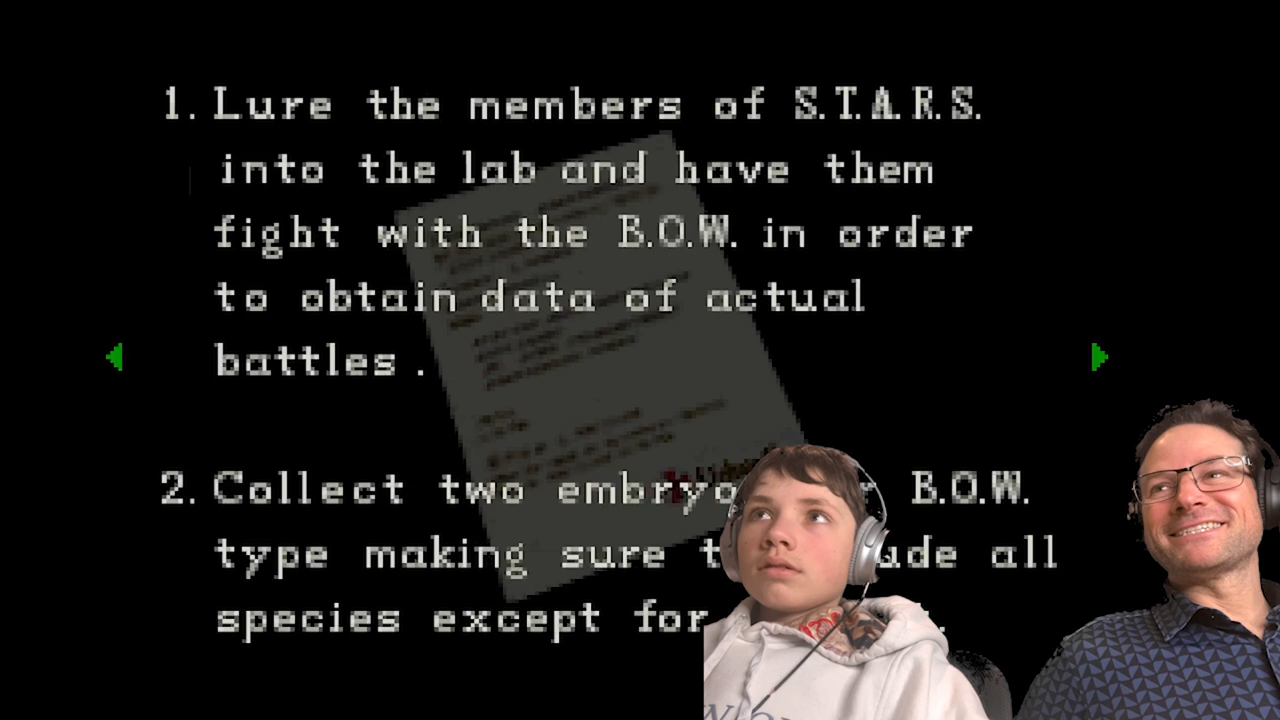 1. Lure the members of S.T.A.R.S.
into the lab and have them
fight with the B.O.W. in order
to obtain data of actual
battles.
2. Collect two B.O.W.
type making sure all
species except for